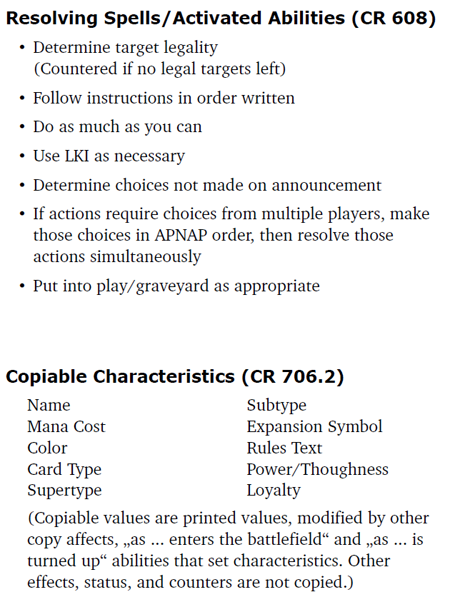 Resolving Spells/Activated Abilities (CR 608)
• Determine target legality
(Countered if no legal targets left)
• Follow instructions in order written
• Do as much as you can
• Use LKI as necessary
• Determine choices not made on announcement
• If actions require choices from multiple players, make
those choices in APNAP order, then resolve those
actions simultaneously
• Put into play/graveyard as appropriate
Copiable Characteristics (CR 706.2)
Name Subtype
Mana Cost Expansion Symbol
Color Rules Text
Card Type Power/Thoughness
Supertype Loyalty
(Copiable values are printed values, modified by other
copy affects, „as ... enters the battlefield“ and „as ... is
turned up“ abilities that set characteristics. Other
effects, status, and counters are not copied.)